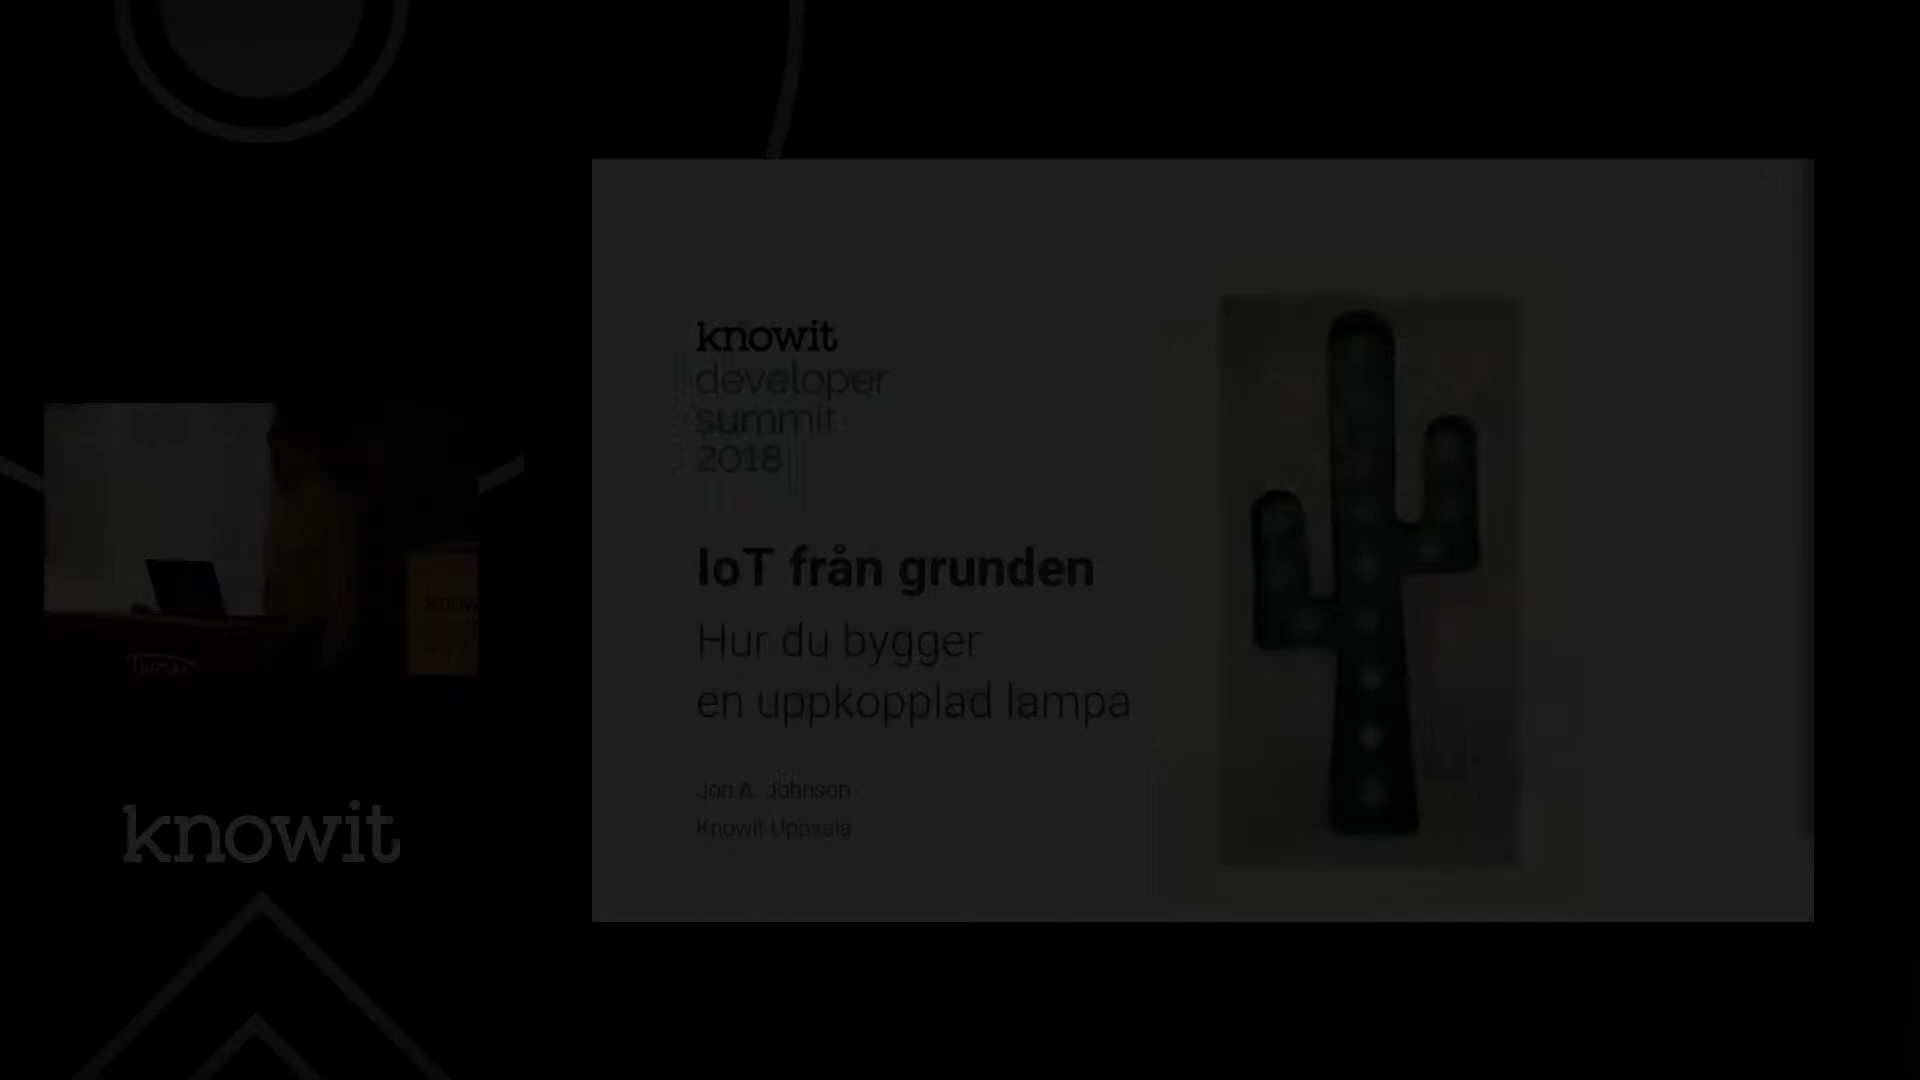 knowit
developer
summit
2018
IoT från grunden
Hur du bygger
en uppkopplad lampa
Jon A. Johnson
Knowit Uppsala
knowit